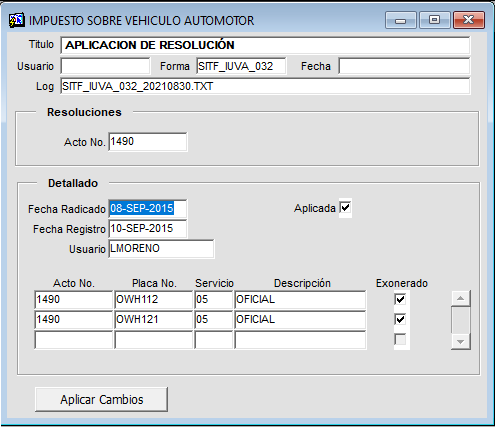 IMPUESTO SOBRE VEHICULO AUTOMOTOR
Titulo APLICACION DE RESOLUCIÓN
Usuario Forma SITF_IUVA_032 Fecha
Log SITF_IUVA_032_20210830.TXT
Resoluciones
Acto No. 1490
Detallado
Fecha Radicado 08-SEP-2015 Aplicada
Fecha Registro 10-SEP-2015
Usuario LMORENO
Acto No. Placa No. Servicio Descripción Exonerado
1490 OWH112 05 OFICIAL
1490 OWH121 05 OFICIAL
Aplicar Cambios